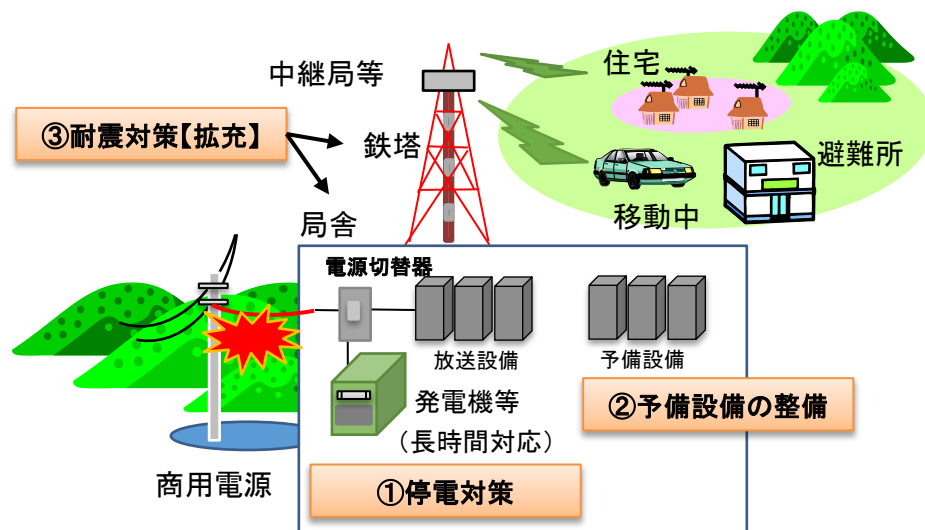 中継局等
住宅
③耐震対策【拡充】
鉄塔
避難所
移動中
局舎
電源切替器
放送設備
予備設備
発電機等
（長時間対応）
②予備設備の整備
商用電源
①停電対策